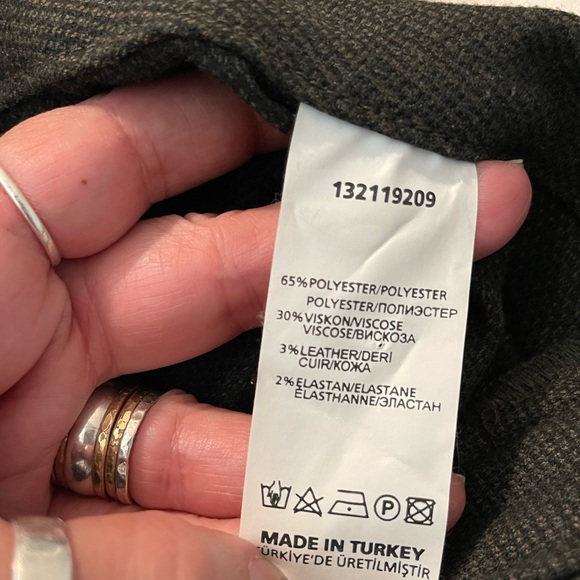 132119209
65%POLYESTER/POLYESTER
POLYESTER/ПОЛИЭСТЕР
30%VISKON/VISCOSE
VISCOSE/ВИСКОЗА
3%LEATHER/DERİ
CUIR/КОЖА
2%ELASTAN/ELASTANE
ÉLASTHANNE/ЭЛАСТАН
P
MADE IN TURKEY
TÜRKİYE'DE ÜRETİLMİŞTİR